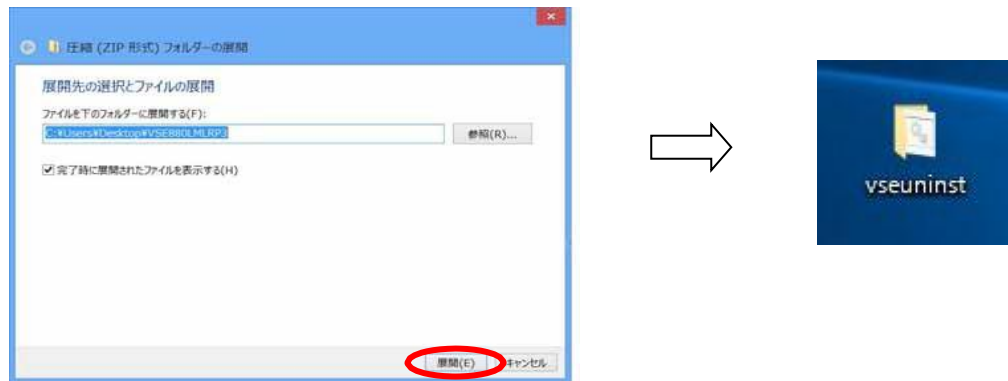 圧縮 (ZIP 形式) フォルダーの展開
展開先の選択とファイルの展開
ファイルを下のフォルダーに展開する(F):
C:¥Users¥Desktop¥VSE880LMLRP3
参照(R)...
完了時に展開されたファイルを表示する(H)
展開(E)
キャンセル
vseuninst